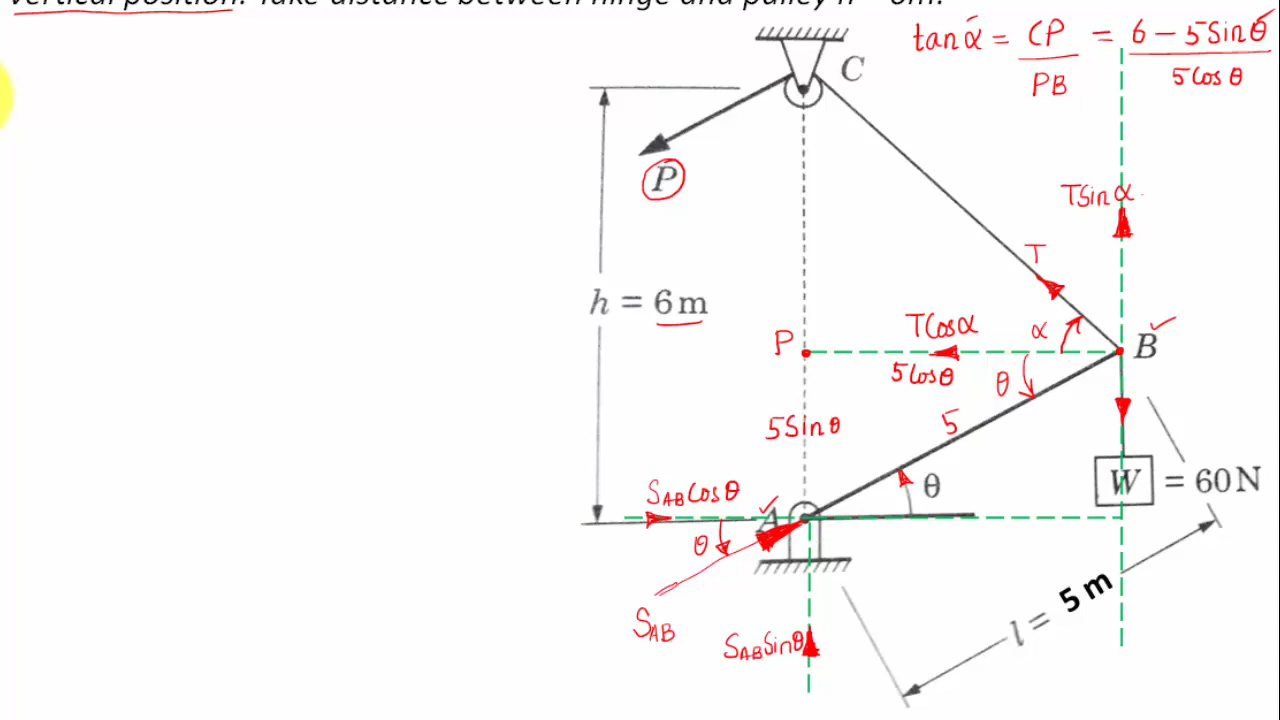 vertical position. Take distance between hinge and pulley h = 6m.
tan α = CP / PB = 6 - 5 Sin θ / 5 Cos θ
C
P
T Sin α
T
h = 6 m
T Cos α
α
P
B
5 Cos θ
θ
5 Sin θ
5
W = 60 N
θ
S_AB Cos θ
A
θ
l = 5 m
S_AB
S_AB Sin θ